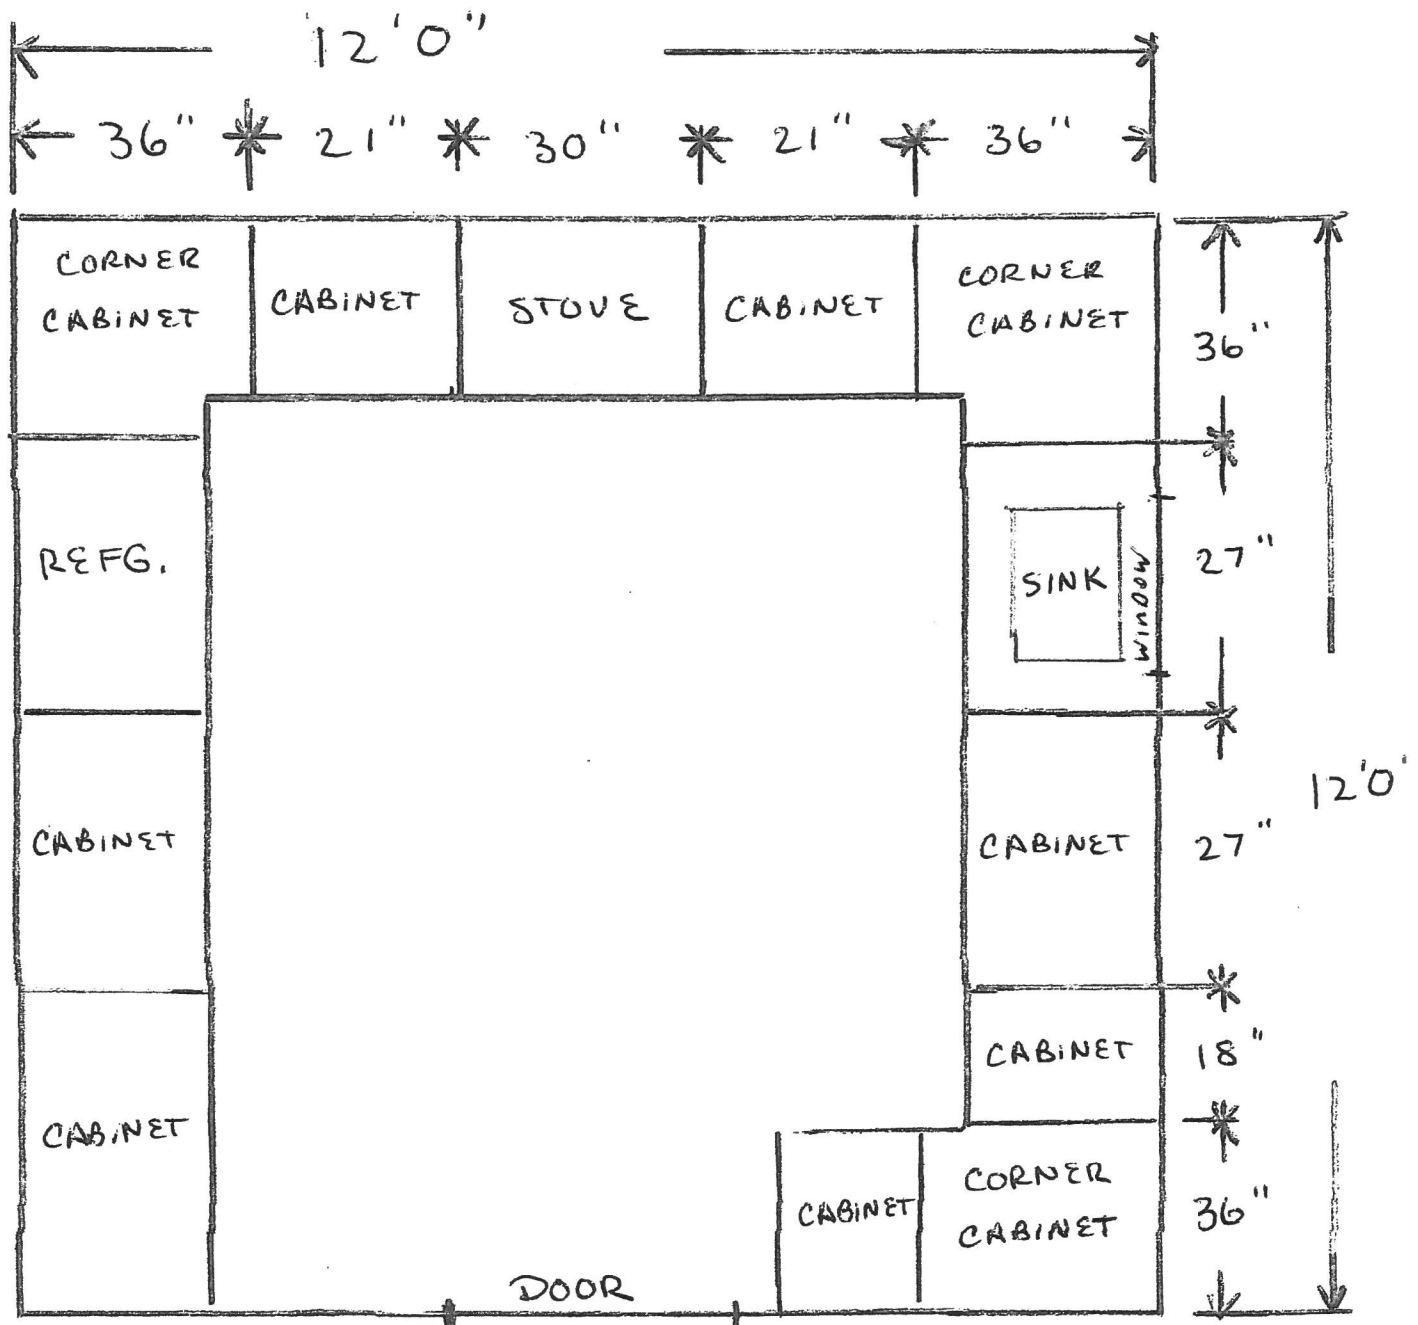 12'0"
36" 21" 30" 21" 36"
CORNER
CABINET
CABINET
STOVE
CABINET
CORNER
CABINET
36"
REFG.
SINK
WINDOW
27"
12'0'
CABINET
CABINET
27"
CABINET
18"
CABINET
CABINET
CORNER
CABINET
36"
DOOR